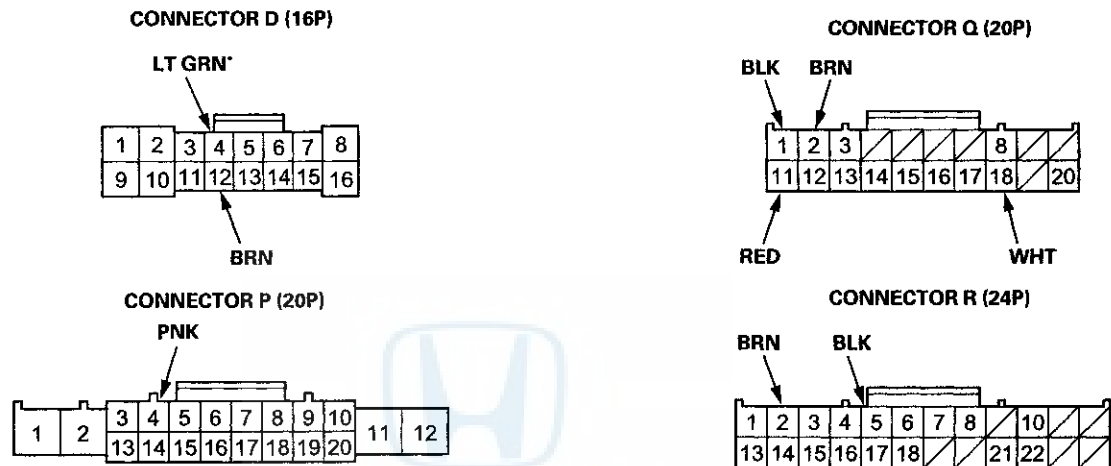 CONNECTOR D (16P)
LT GRN*
1 2 3 4 5 6 7 8
9 10 11 12 13 14 15 16
BRN
CONNECTOR Q (20P)
BLK BRN
1 2 3 8
11 12 13 14 15 16 17 18 20
RED WHT
CONNECTOR P (20P)
PNK
1 2 3 4 5 6 7 8 9 10 11 12
13 14 15 16 17 18 19 20
CONNECTOR R (24P)
BRN BLK
1 2 3 4 5 6 7 8 10
13 14 15 16 17 18 21 22